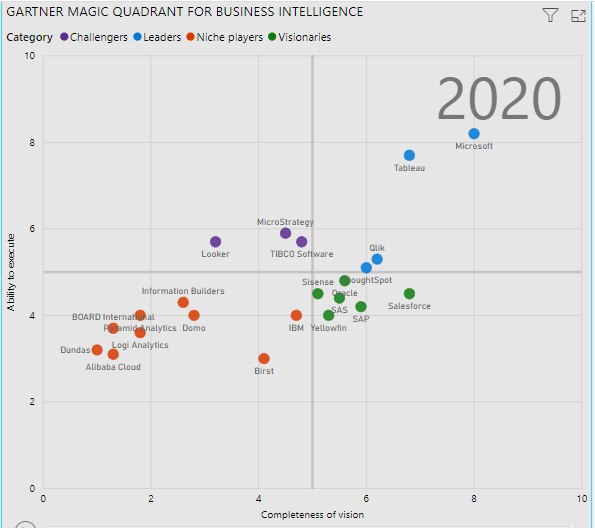 GARTNER MAGIC QUADRANT FOR BUSINESS INTELLIGENCE
Category Challengers Leaders Niche players Visionaries
2020
10
8
6
4
2
0
Ability to execute
Microsoft
Tableau
MicroStrategy
Looker
TIBCO Software
Qlik
Sisense
oughtSpot
Information Builders
Oracle
Salesforce
BOARD International
SAS
SAP
Pyramid Analytics
Domo
IBM
Yellowfin
Logi Analytics
Dundas
Alibaba Cloud
Birst
0 2 4 6 8 10
Completeness of vision